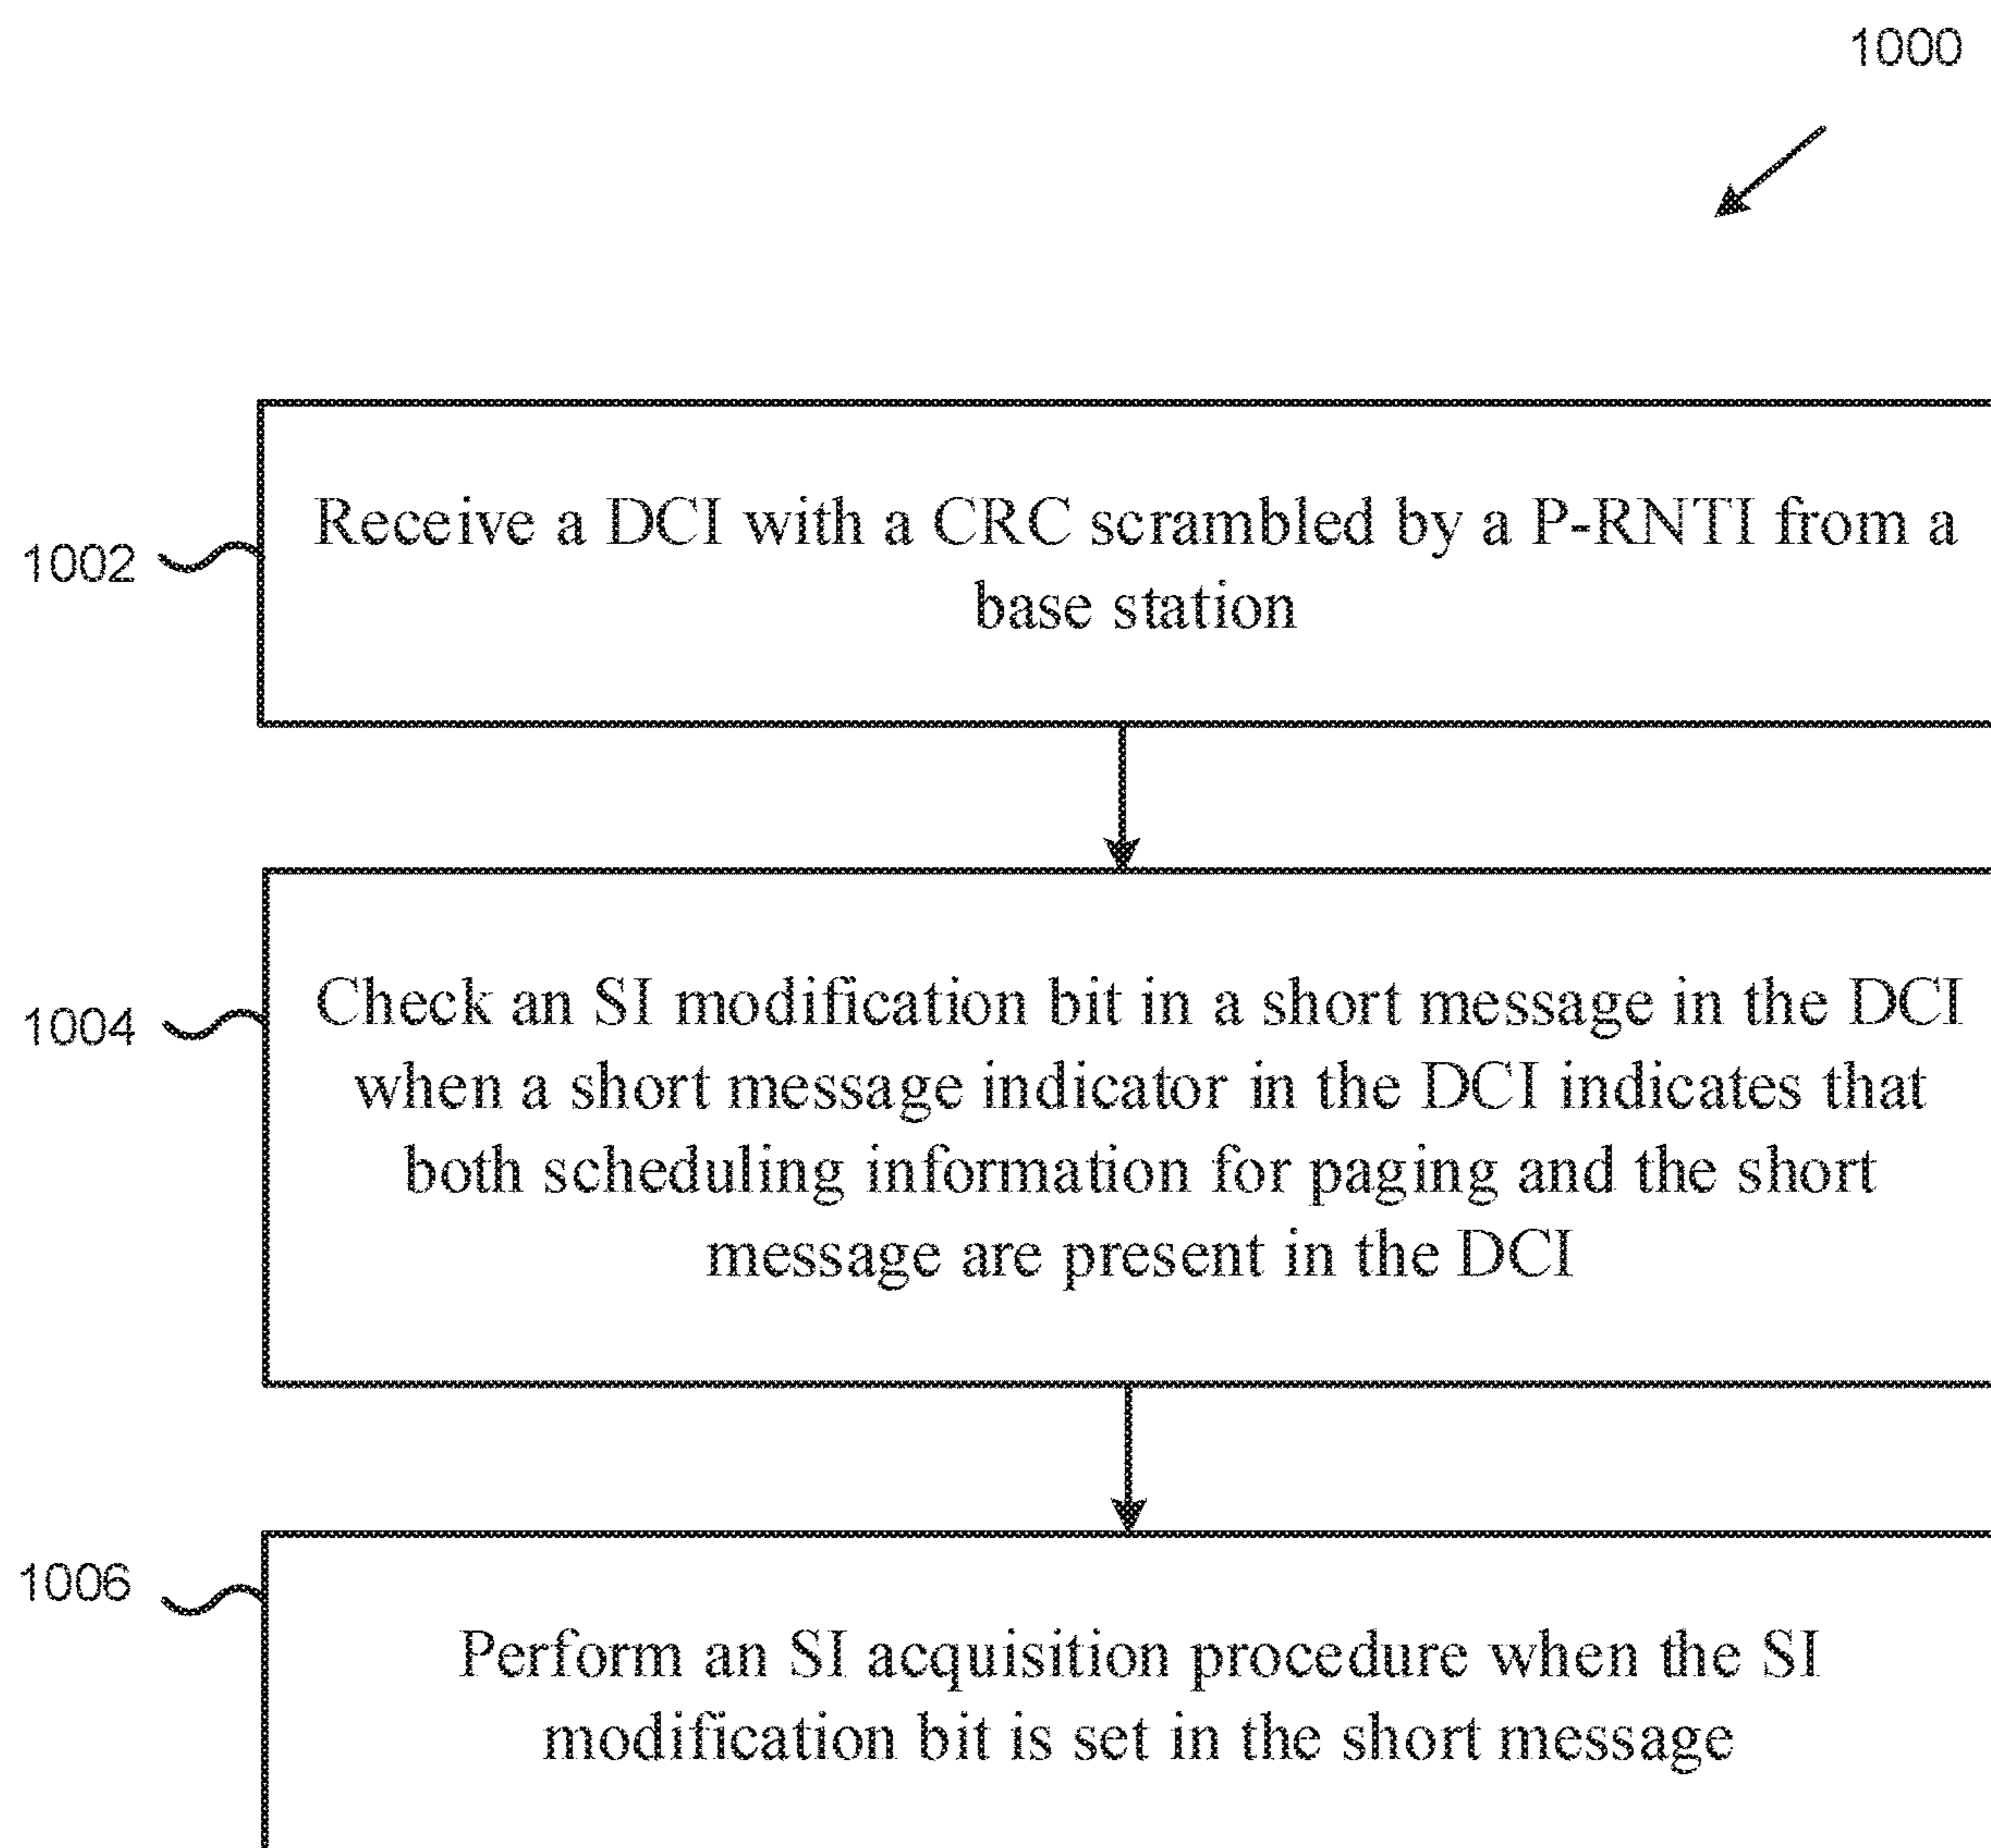 1000
1002
Receive a DCI with a CRC scrambled by a P-RNTI from a
base station
1004
Check an SI modification bit in a short message in the DCI
when a short message indicator in the DCI indicates that
both scheduling information for paging and the short
message are present in the DCI
1006
Perform an SI acquisition procedure when the SI
modification bit is set in the short message